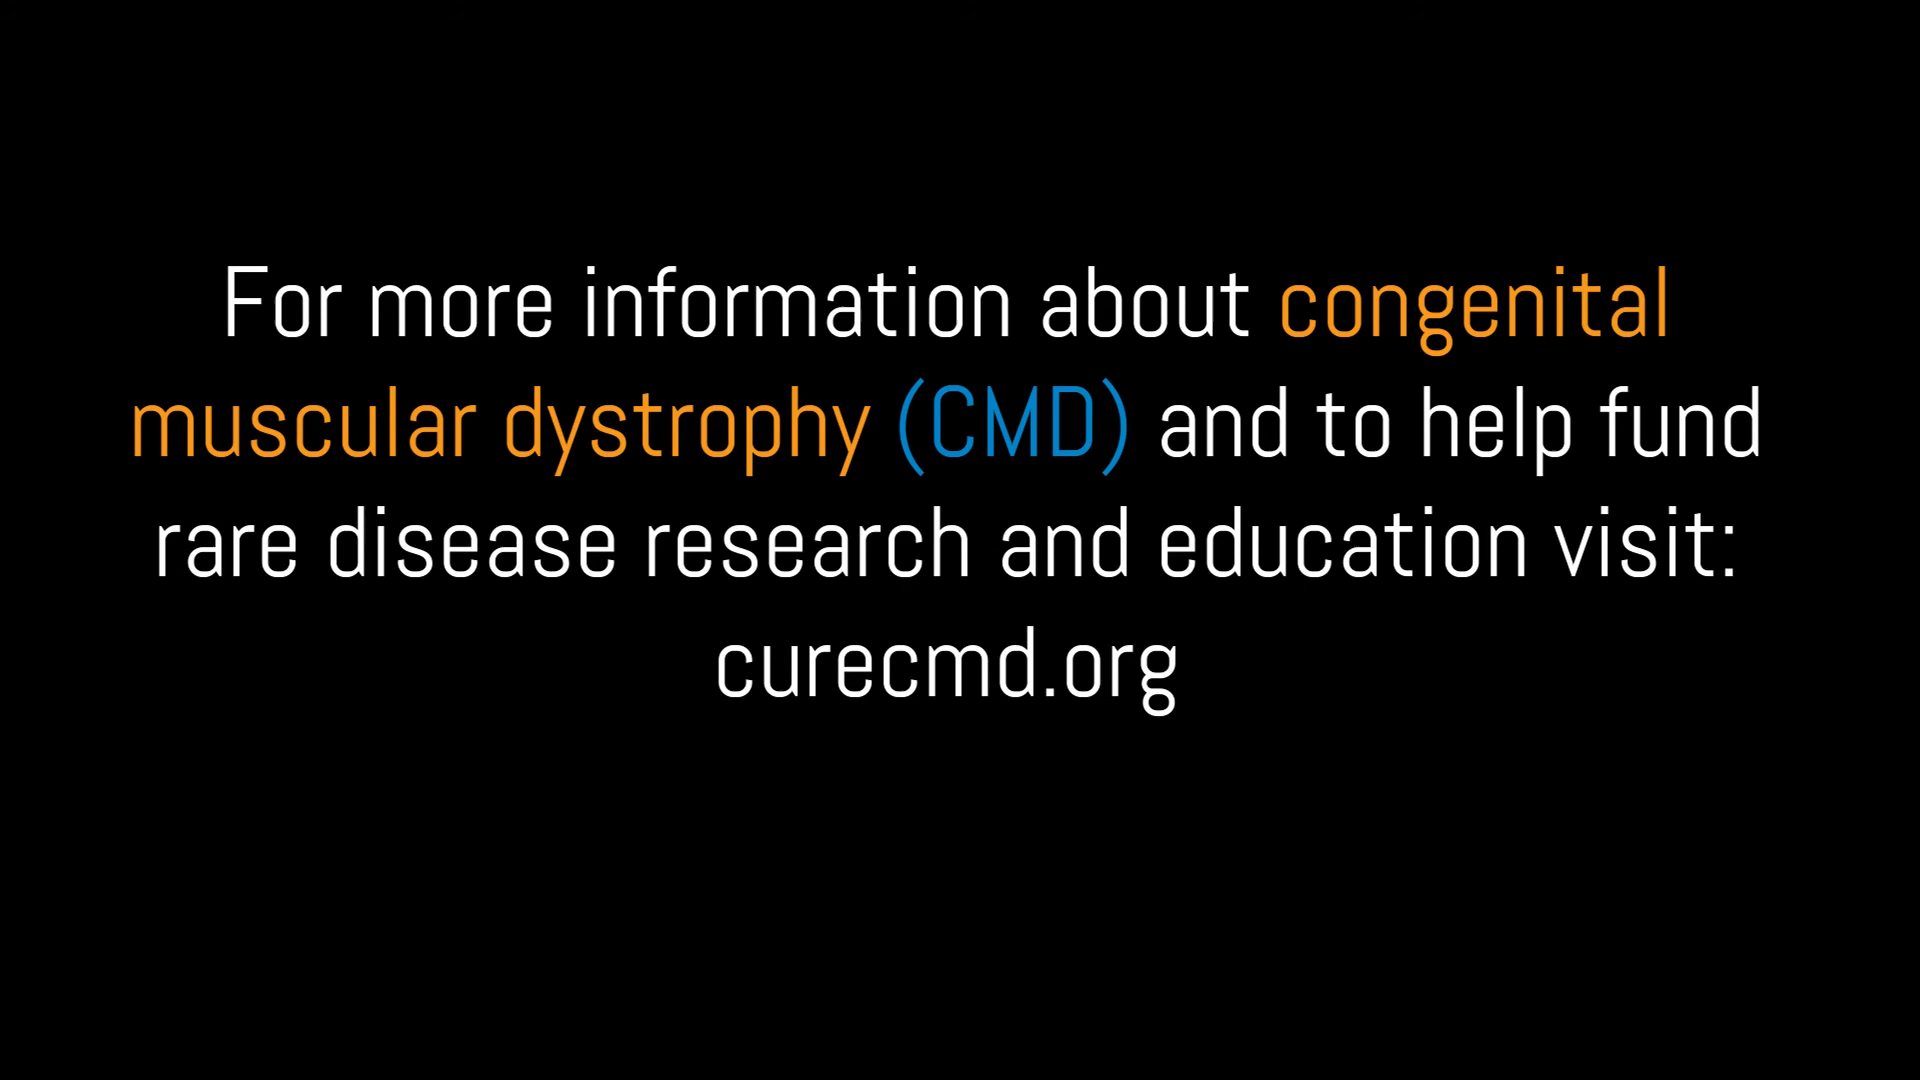 For more information about congenital
muscular dystrophy (CMD) and to help fund
rare disease research and education visit:
curecmd.org